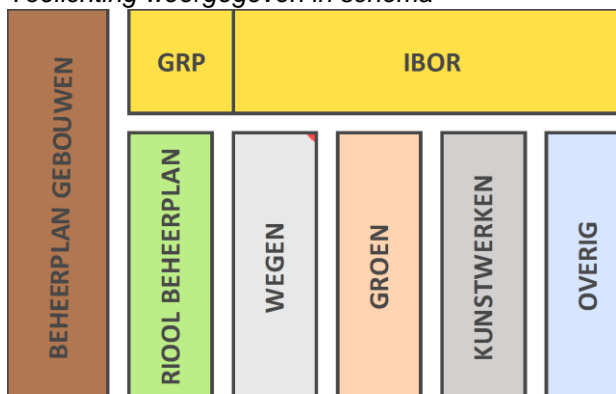 Toelichting weergegeven in schema
BEHEERPLAN GEBOUWEN
GRP
IBOR
RIOOL BEHEERPLAN
WEGEN
GROEN
KUNSTWERKEN
OVERIG